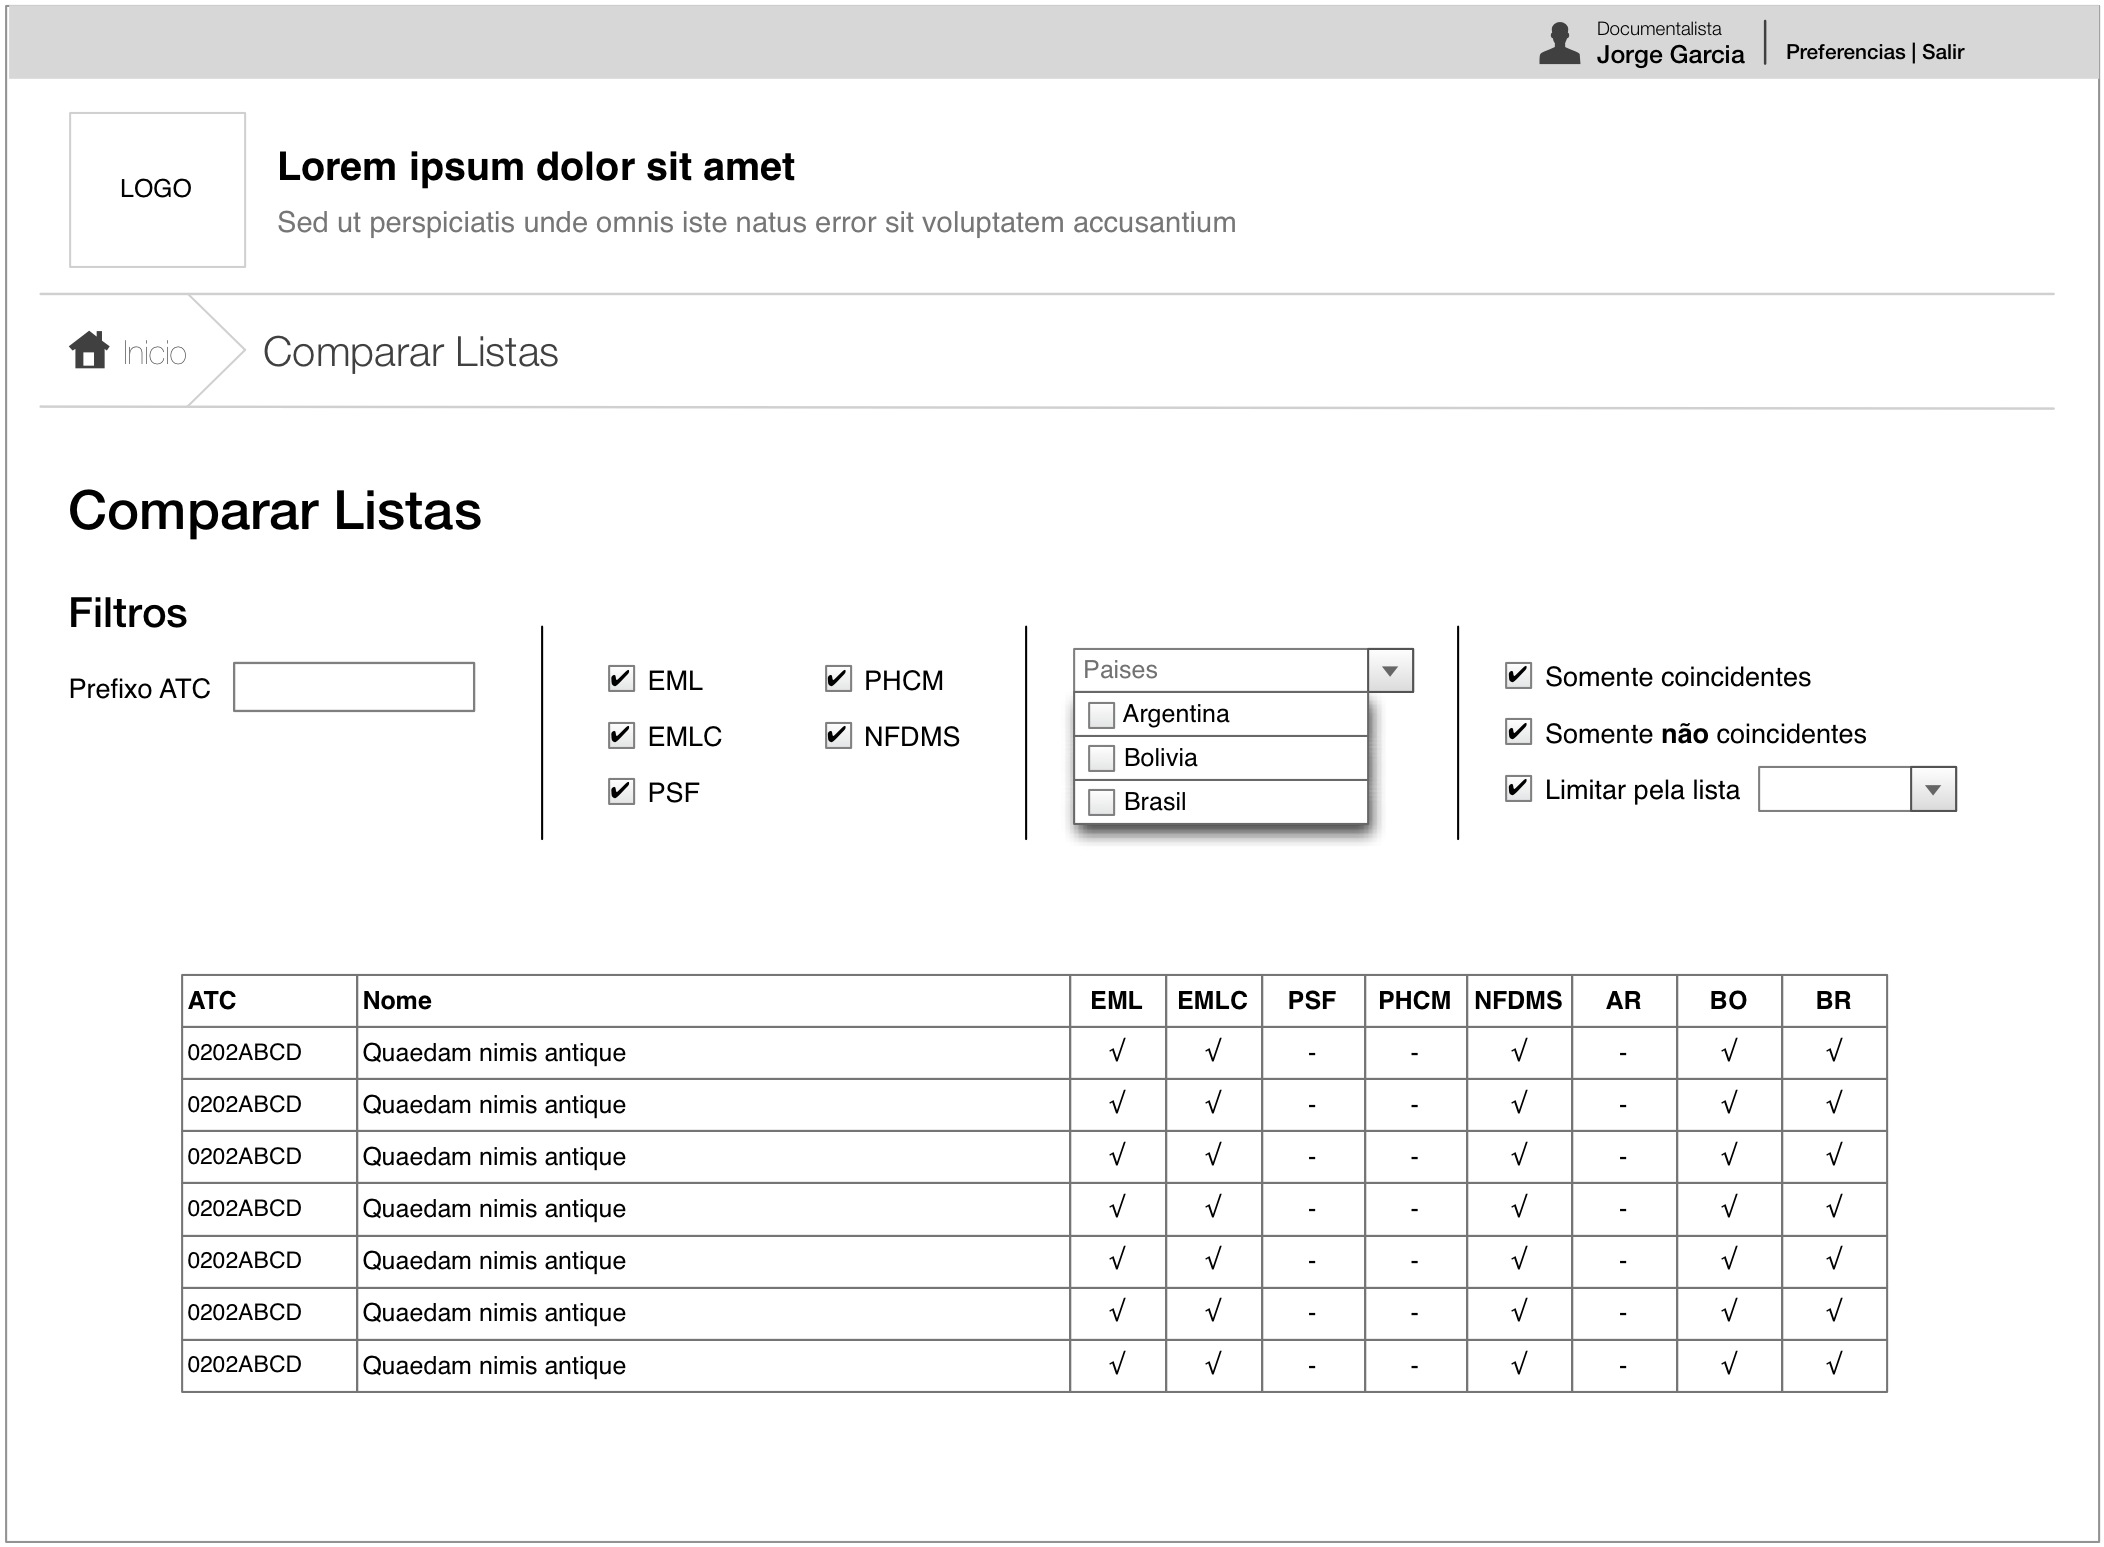 Documentalista
Jorge Garcia
Preferencias | Salir
LOGO
Lorem ipsum dolor sit amet
Sed ut perspiciatis unde omnis iste natus error sit voluptatem accusantium
Inicio
Comparar Listas
Comparar Listas
Filtros
Prefixo ATC
EML
EMLC
PSF
PHCM
NFDMS
Paises
Argentina
Bolivia
Brasil
Somente coincidentes
Somente não coincidentes
Limitar pela lista
ATC Nome EML EMLC PSF PHCM NFDMS AR BO BR
0202ABCD Quaedam nimis antique √ √ - - √ - √ √
0202ABCD Quaedam nimis antique √ √ - - √ - √ √
0202ABCD Quaedam nimis antique √ √ - - √ - √ √
0202ABCD Quaedam nimis antique √ √ - - √ - √ √
0202ABCD Quaedam nimis antique √ √ - - √ - √ √
0202ABCD Quaedam nimis antique √ √ - - √ - √ √
0202ABCD Quaedam nimis antique √ √ - - √ - √ √